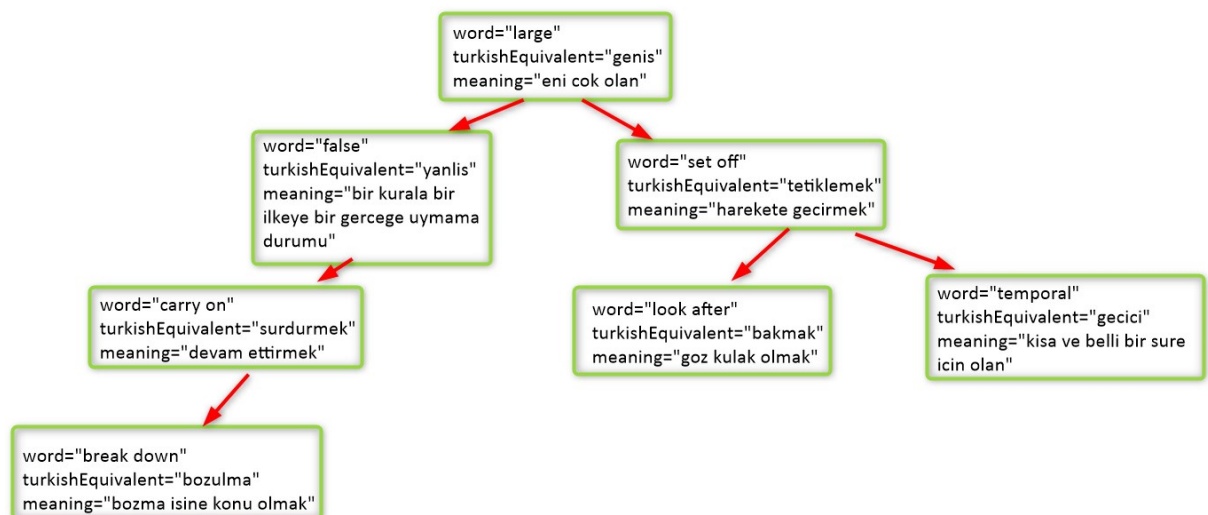 word="large"
turkishEquivalent="genis"
meaning="eni cok olan"
word="false"
turkishEquivalent="yanlis"
meaning="bir kurala bir
ilkeye bir gercege uymama
durumu"
word="set off"
turkishEquivalent="tetiklemek"
meaning="harekete gecirmek"
word="carry on"
turkishEquivalent="surdurmek"
meaning="devam ettirmek"
word="look after"
turkishEquivalent="bakmak"
meaning="goz kulak olmak"
word="temporal"
turkishEquivalent="gecici"
meaning="kisa ve belli bir sure
icin olan"
word="break down"
turkishEquivalent="bozulma"
meaning="bozma isine konu olmak"